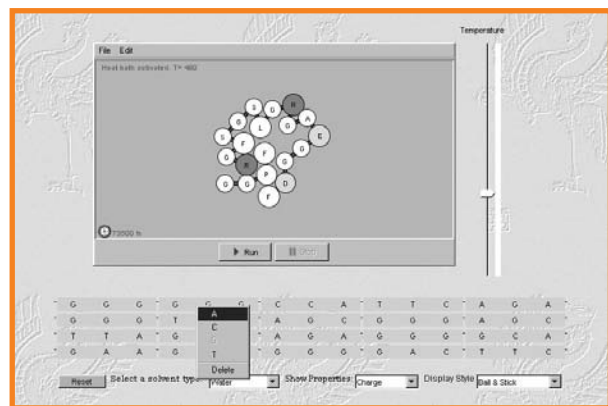 Temperature
File Edit
Heat bath activated. T= 482
S G R
G L G A
S F E
G F G
R G
G G P D
F
73500 fs
Run Stop
G G G G G G C C A T T C A G A
G G G T A G C G G G A G C
T T A G A G A G G G G C A
G A A G G G G G A C T T C
A
C
G
T
Delete
Reset Select a solvent type: Water Show Properties: Charge Display Style Ball & Stick